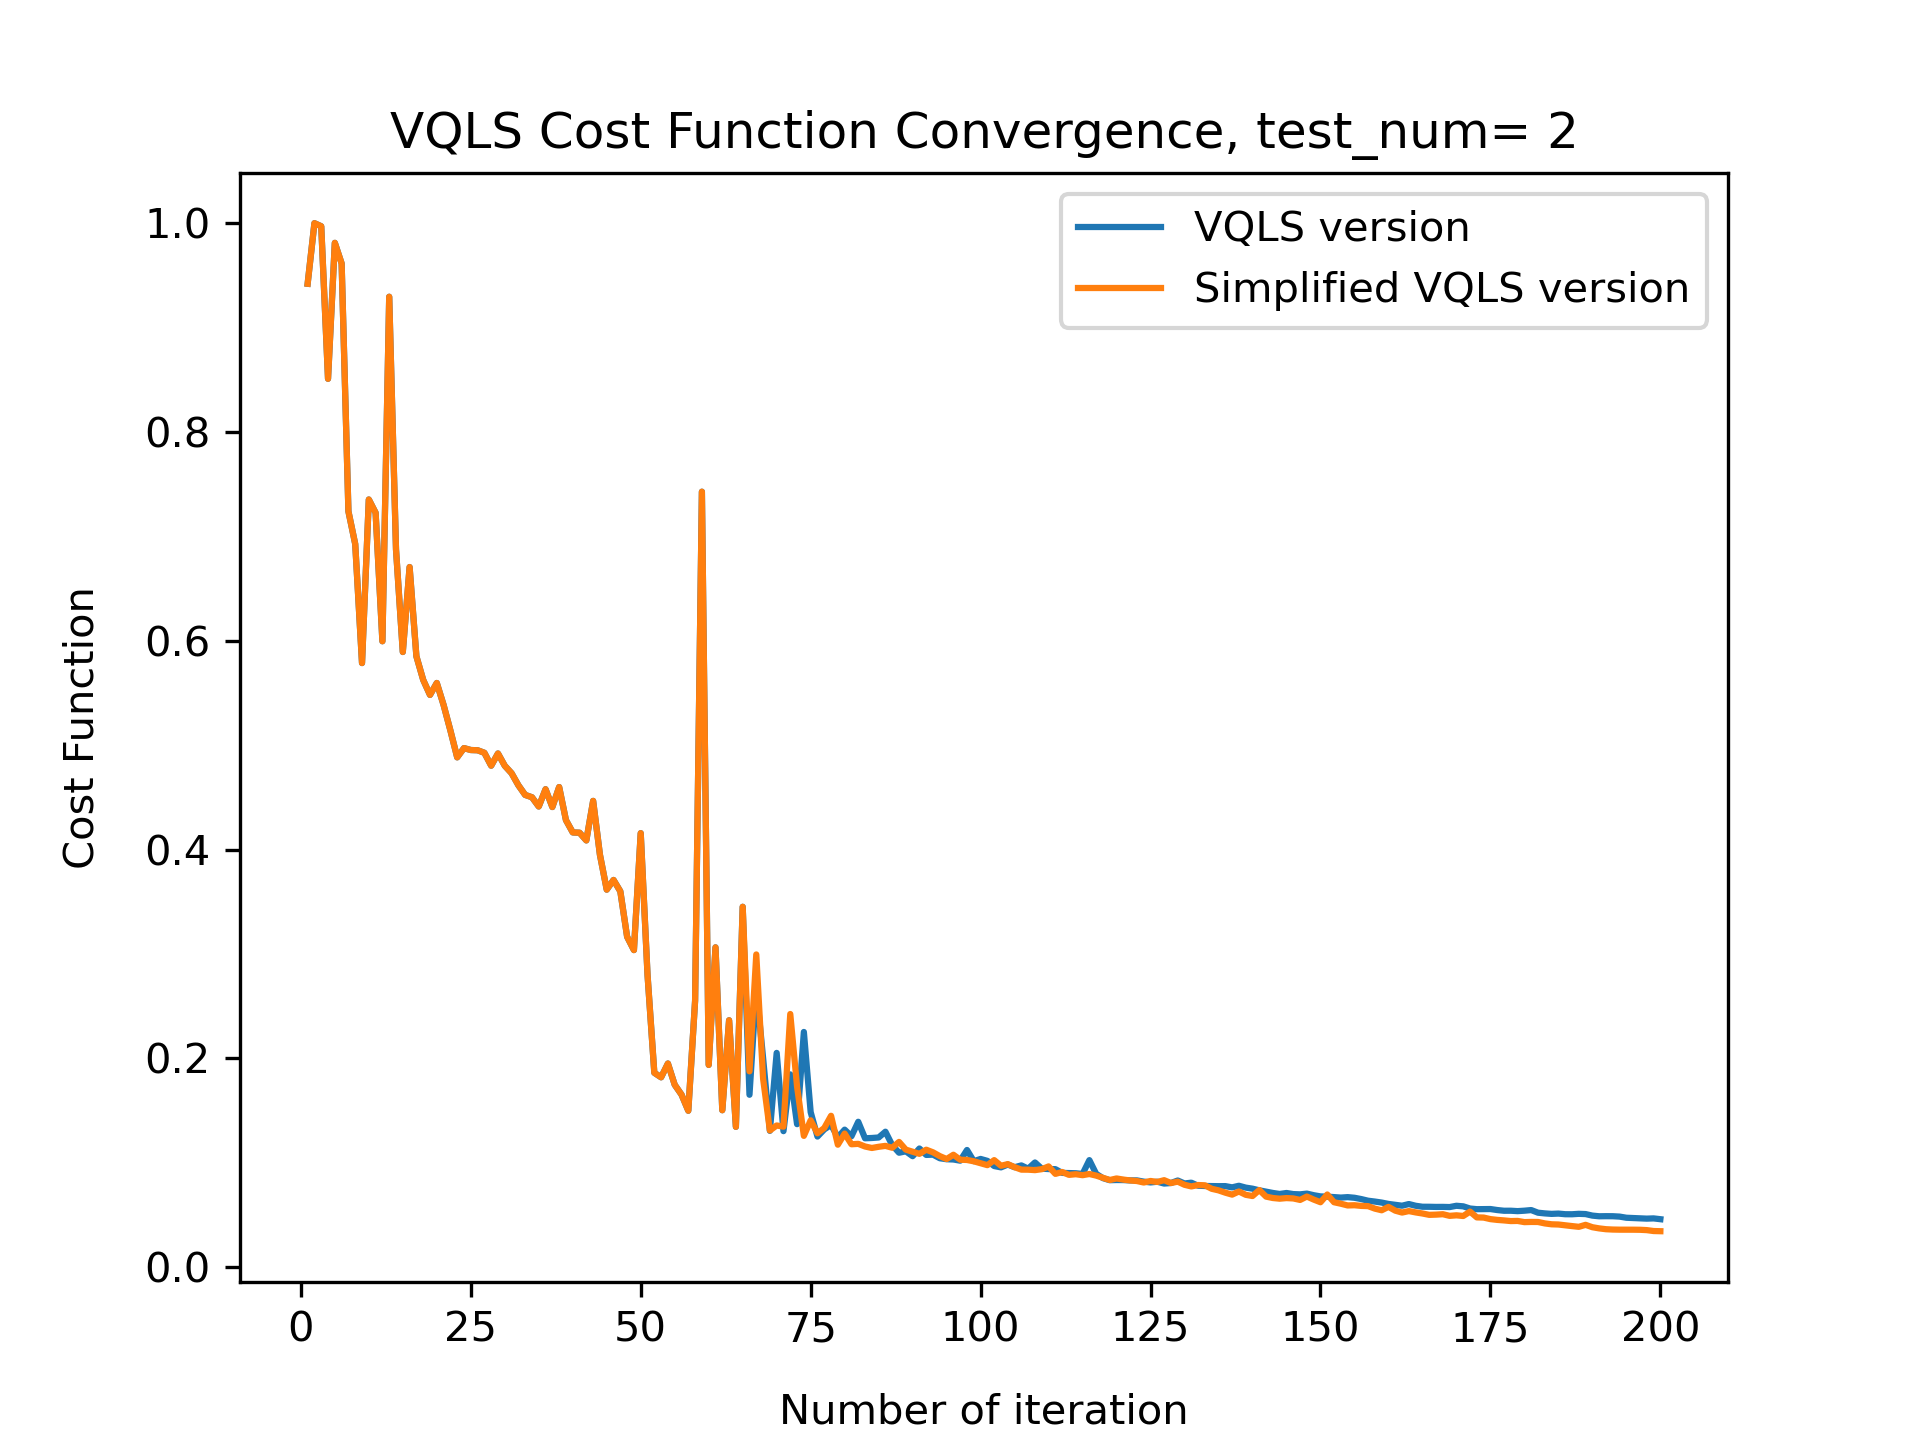 VQLS Cost Function Convergence, test_num= 2
VQLS version
Simplified VQLS version
Cost Function
1.0
0.8
0.6
0.4
0.2
0.0
0 25 50 75 100 125 150 175 200
Number of iteration